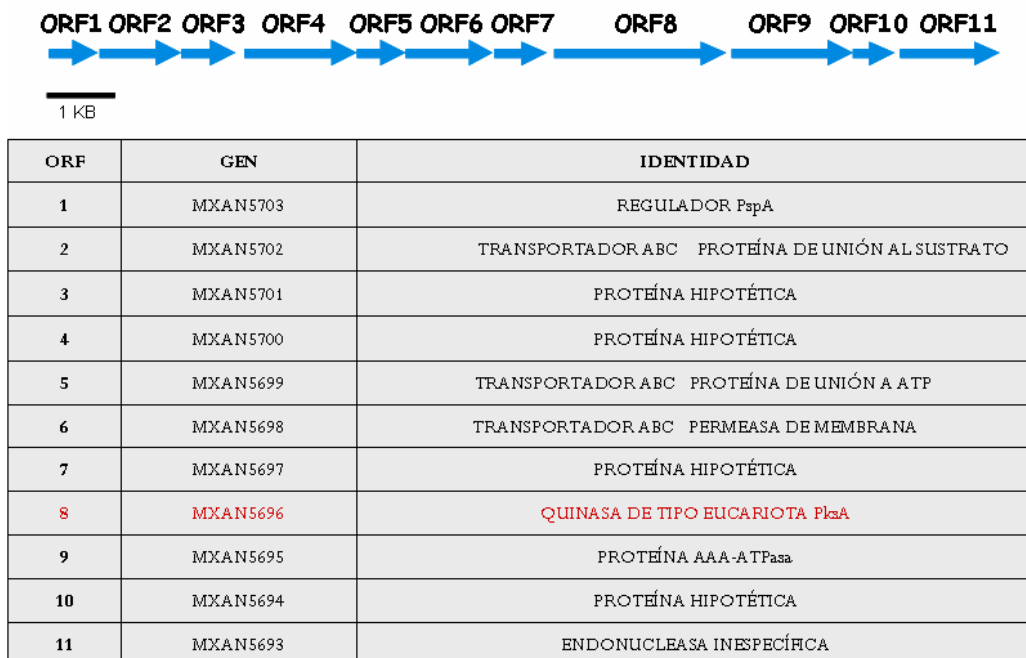 ORF1 ORF2 ORF3 ORF4 ORF5 ORF6 ORF7 ORF8 ORF9 ORF10 ORF11
1 KB
ORF GEN IDENTIDAD
1 MXAN5703 REGULADOR PspA
2 MXAN5702 TRANSPORTADOR ABC PROTEÍNA DE UNIÓN AL SUSTRATO
3 MXAN5701 PROTEÍNA HIPOTÉTICA
4 MXAN5700 PROTEÍNA HIPOTÉTICA
5 MXAN5699 TRANSPORTADOR ABC PROTEÍNA DE UNIÓN A ATP
6 MXAN5698 TRANSPORTADOR ABC PERMEASA DE MEMBRANA
7 MXAN5697 PROTEÍNA HIPOTÉTICA
8 MXAN5696 QUINASA DE TIPO EUCARIOTA PksA
9 MXAN5695 PROTEÍNA AAA-ATPasa
10 MXAN5694 PROTEÍNA HIPOTÉTICA
11 MXAN5693 ENDONUCLEASA INESPECÍFICA